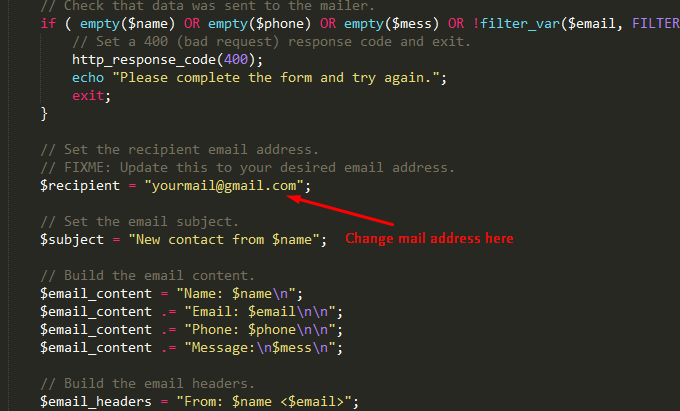 // Check that data was sent to the mailer.
if ( empty($name) OR empty($phone) OR empty($mess) OR !filter_var($email, FILTER
// Set a 400 (bad request) response code and exit.
http_response_code(400);
echo "Please complete the form and try again.";
exit;
}
// Set the recipient email address.
// FIXME: Update this to your desired email address.
$recipient = "yourmail@gmail.com";
// Set the email subject.
$subject = "New contact from $name";
Change mail address here
// Build the email content.
$email_content = "Name: $name\n";
$email_content .= "Email: $email\n\n";
$email_content .= "Phone: $phone\n\n";
$email_content .= "Message:\n$mess\n";
// Build the email headers.
$email_headers = "From: $name <$email>";